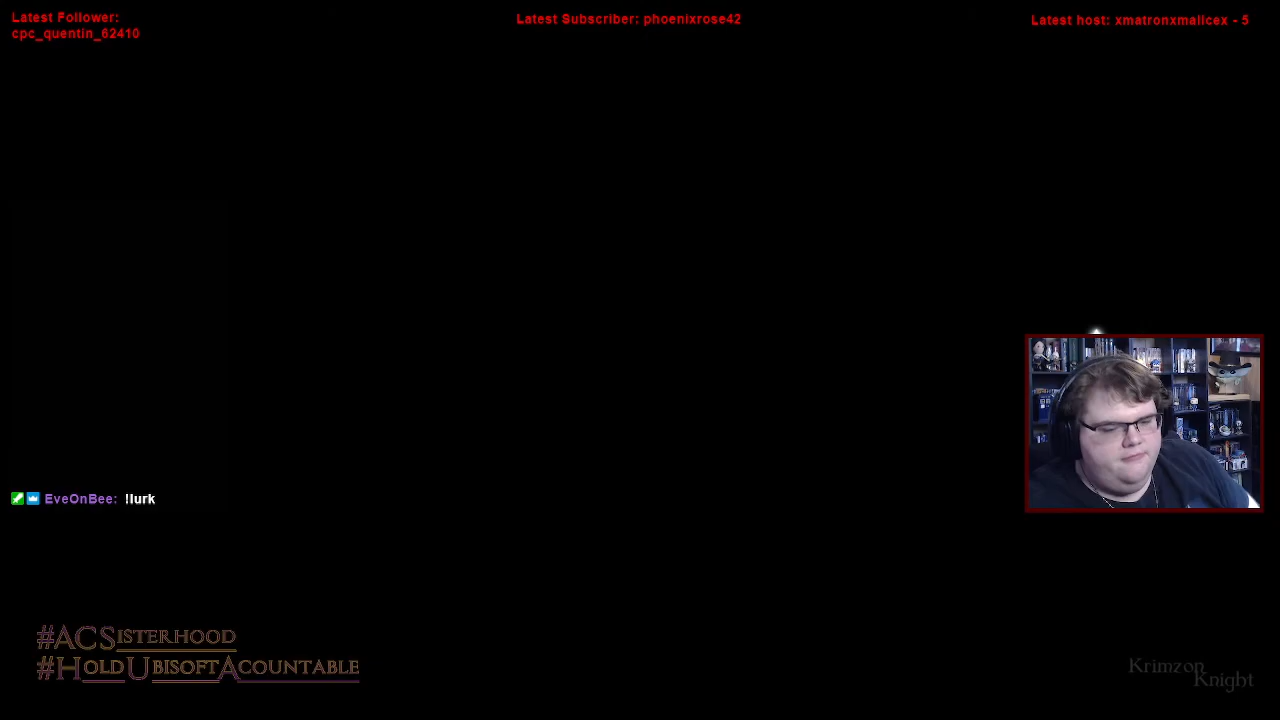 Latest Follower:
cpc_quentin_62410
Latest Subscriber: phoenixrose42
Latest host: xmatronxmalicex - 5
EveOnBee: !lurk
#ACSisterhood
#HoldUbisoftAcountable
Krimzon
Knight